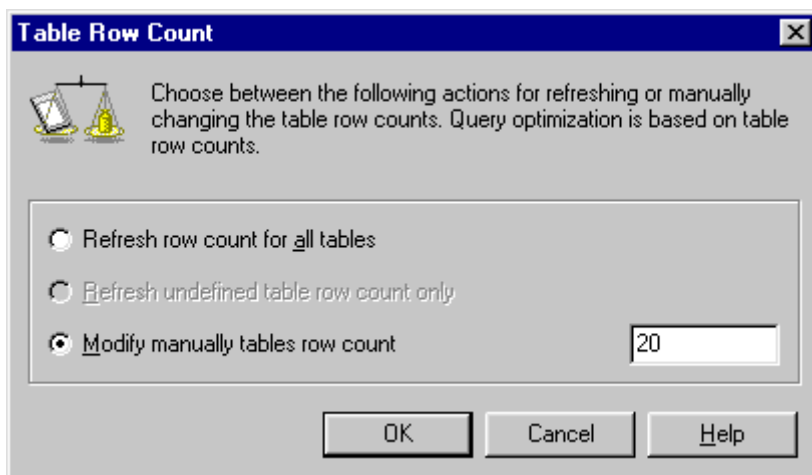 Table Row Count
Choose between the following actions for refreshing or manually
changing the table row counts. Query optimization is based on table
row counts.
Refresh row count for all tables
Refresh undefined table row count only
Modify manually tables row count
20
OK
Cancel
Help